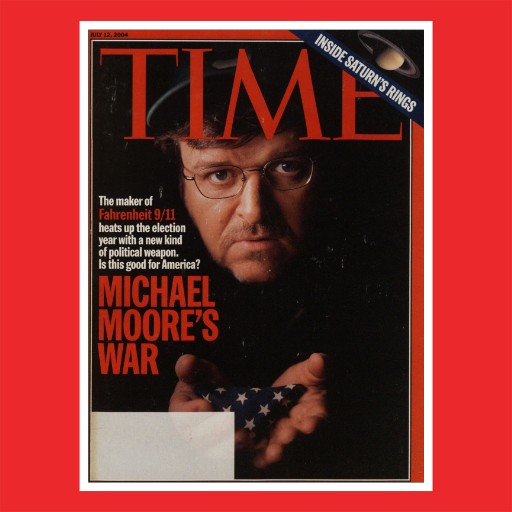 JULY 12, 2004
INSIDE SATURN'S RINGS
TIME
The maker of
Fahrenheit 9/11
heats up the election
year with a new kind
of political weapon.
Is this good for America?
MICHAEL
MOORE'S
WAR